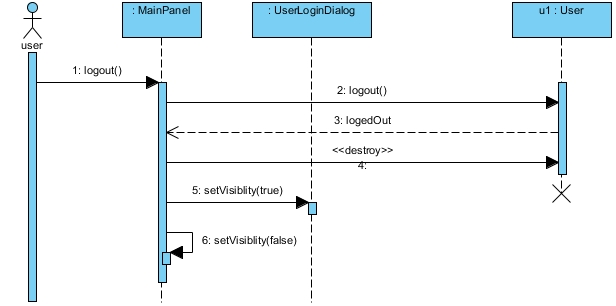 : MainPanel
: UserLoginDialog
u1 : User
user
1: logout()
2: logout()
3: logedOut
<<destroy>>
4:
5: setVisiblity(true)
6: setVisiblity(false)